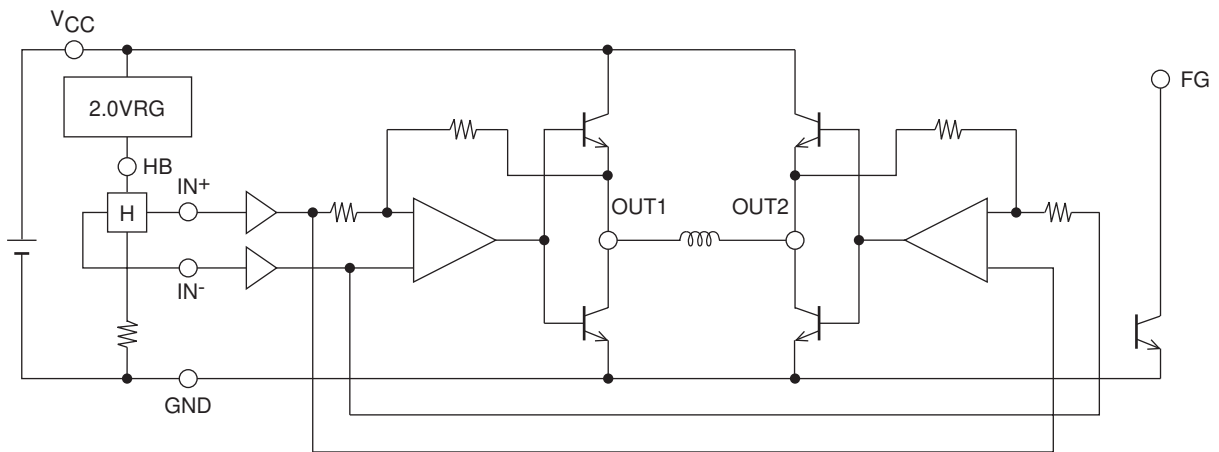 VCC
2.0VRG
HB
H
IN+
IN-
OUT1
OUT2
FG
GND